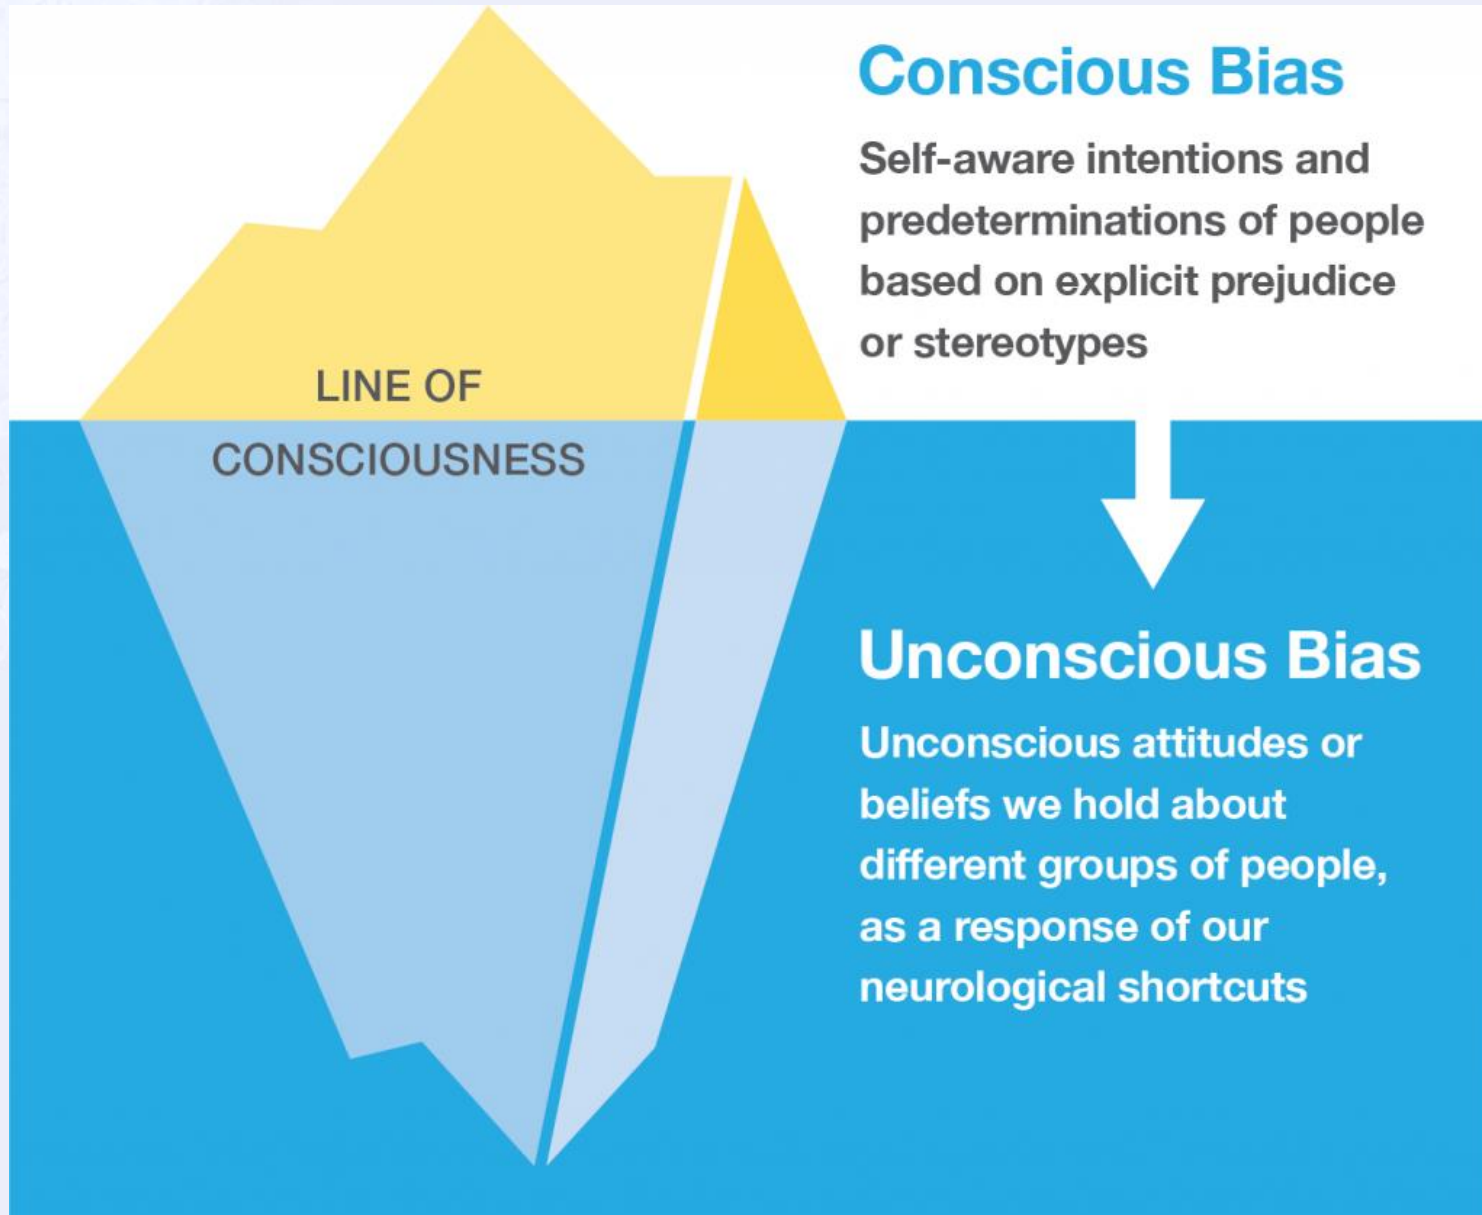 Conscious Bias
Self-aware intentions and
predeterminations of people
based on explicit prejudice
or stereotypes
LINE OF
CONSCIOUSNESS
Unconscious Bias
Unconscious attitudes or
beliefs we hold about
different groups of people,
as a response of our
neurological shortcuts